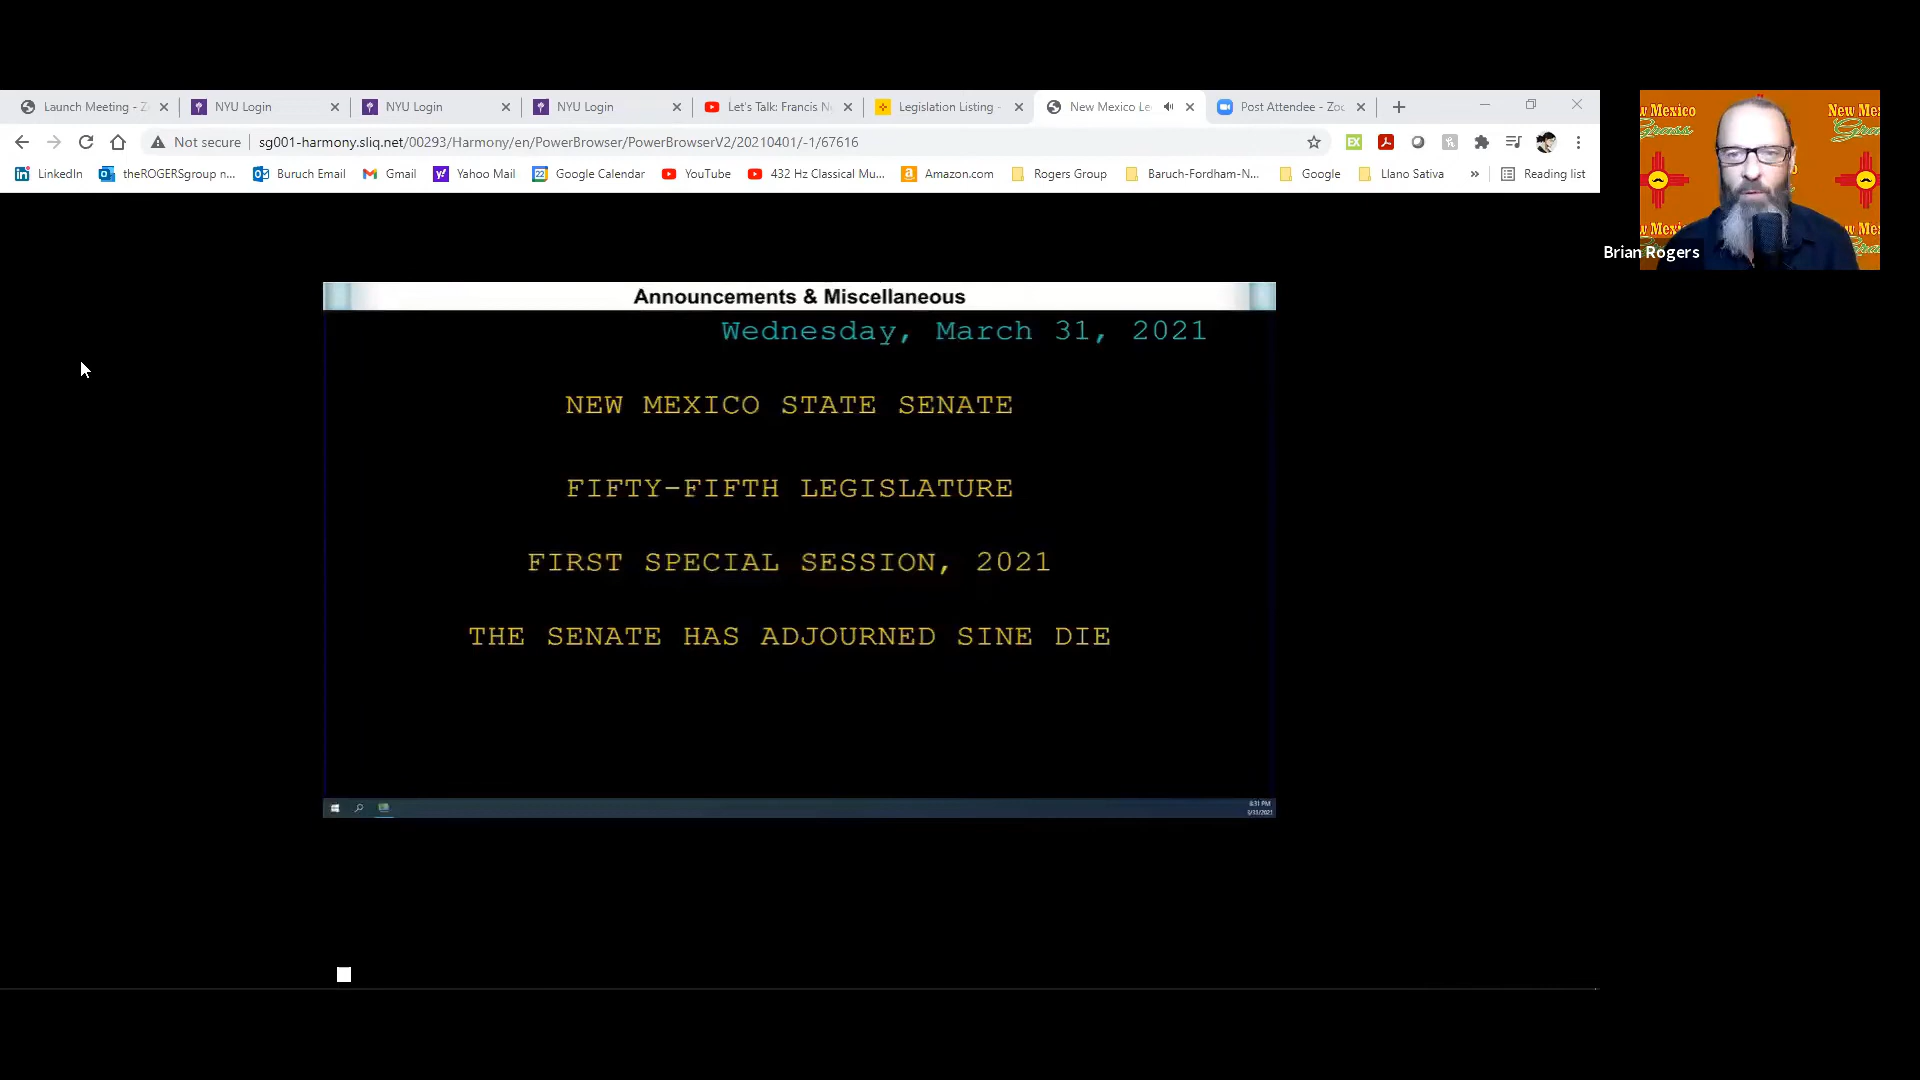 Launch Meeting - Z
NYU Login
NYU Login
NYU Login
Let's Talk: Francis N
Legislation Listing -
New Mexico Le
Post Attendee - Zoo
Not secure
sg001-harmony.sliq.net/00293/Harmony/en/PowerBrowser/PowerBrowserV2/20210401/-1/67616
LinkedIn
theROGERSgroup n...
Buruch Email
Gmail
Yahoo Mail
Google Calendar
YouTube
432 Hz Classical Mu...
Amazon.com
Rogers Group
Baruch-Fordham-N...
Google
Llano Sativa
»
Reading list
w Mexico
New Mex
Grass
Brian Rogers
Announcements & Miscellaneous
Wednesday, March 31, 2021
NEW MEXICO STATE SENATE
FIFTY-FIFTH LEGISLATURE
FIRST SPECIAL SESSION, 2021
THE SENATE HAS ADJOURNED SINE DIE